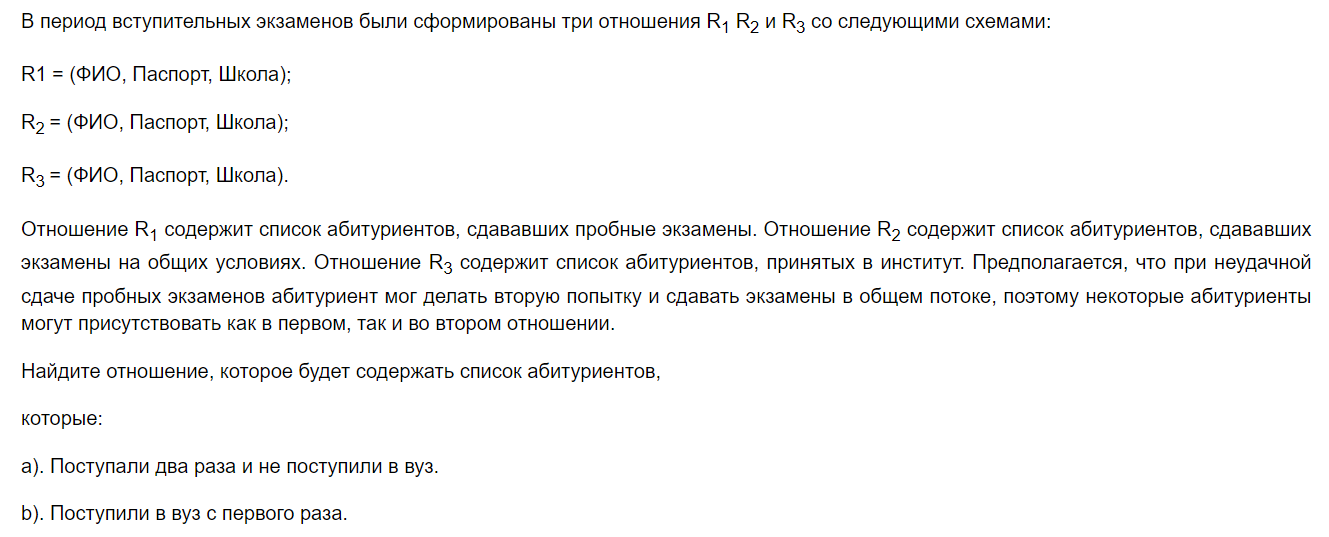 В период вступительных экзаменов были сформированы три отношения R₁ R₂ и R₃ со следующими схемами:
R1 = (ФИО, Паспорт, Школа);
R₂ = (ФИО, Паспорт, Школа);
R₃ = (ФИО, Паспорт, Школа).
Отношение R₁ содержит список абитуриентов, сдававших пробные экзамены. Отношение R₂ содержит список абитуриентов, сдававших
экзамены на общих условиях. Отношение R₃ содержит список абитуриентов, принятых в институт. Предполагается, что при неудачной
сдаче пробных экзаменов абитуриент мог делать вторую попытку и сдавать экзамены в общем потоке, поэтому некоторые абитуриенты
могут присутствовать как в первом, так и во втором отношении.
Найдите отношение, которое будет содержать список абитуриентов,
которые:
a). Поступали два раза и не поступили в вуз.
b). Поступили в вуз с первого раза.